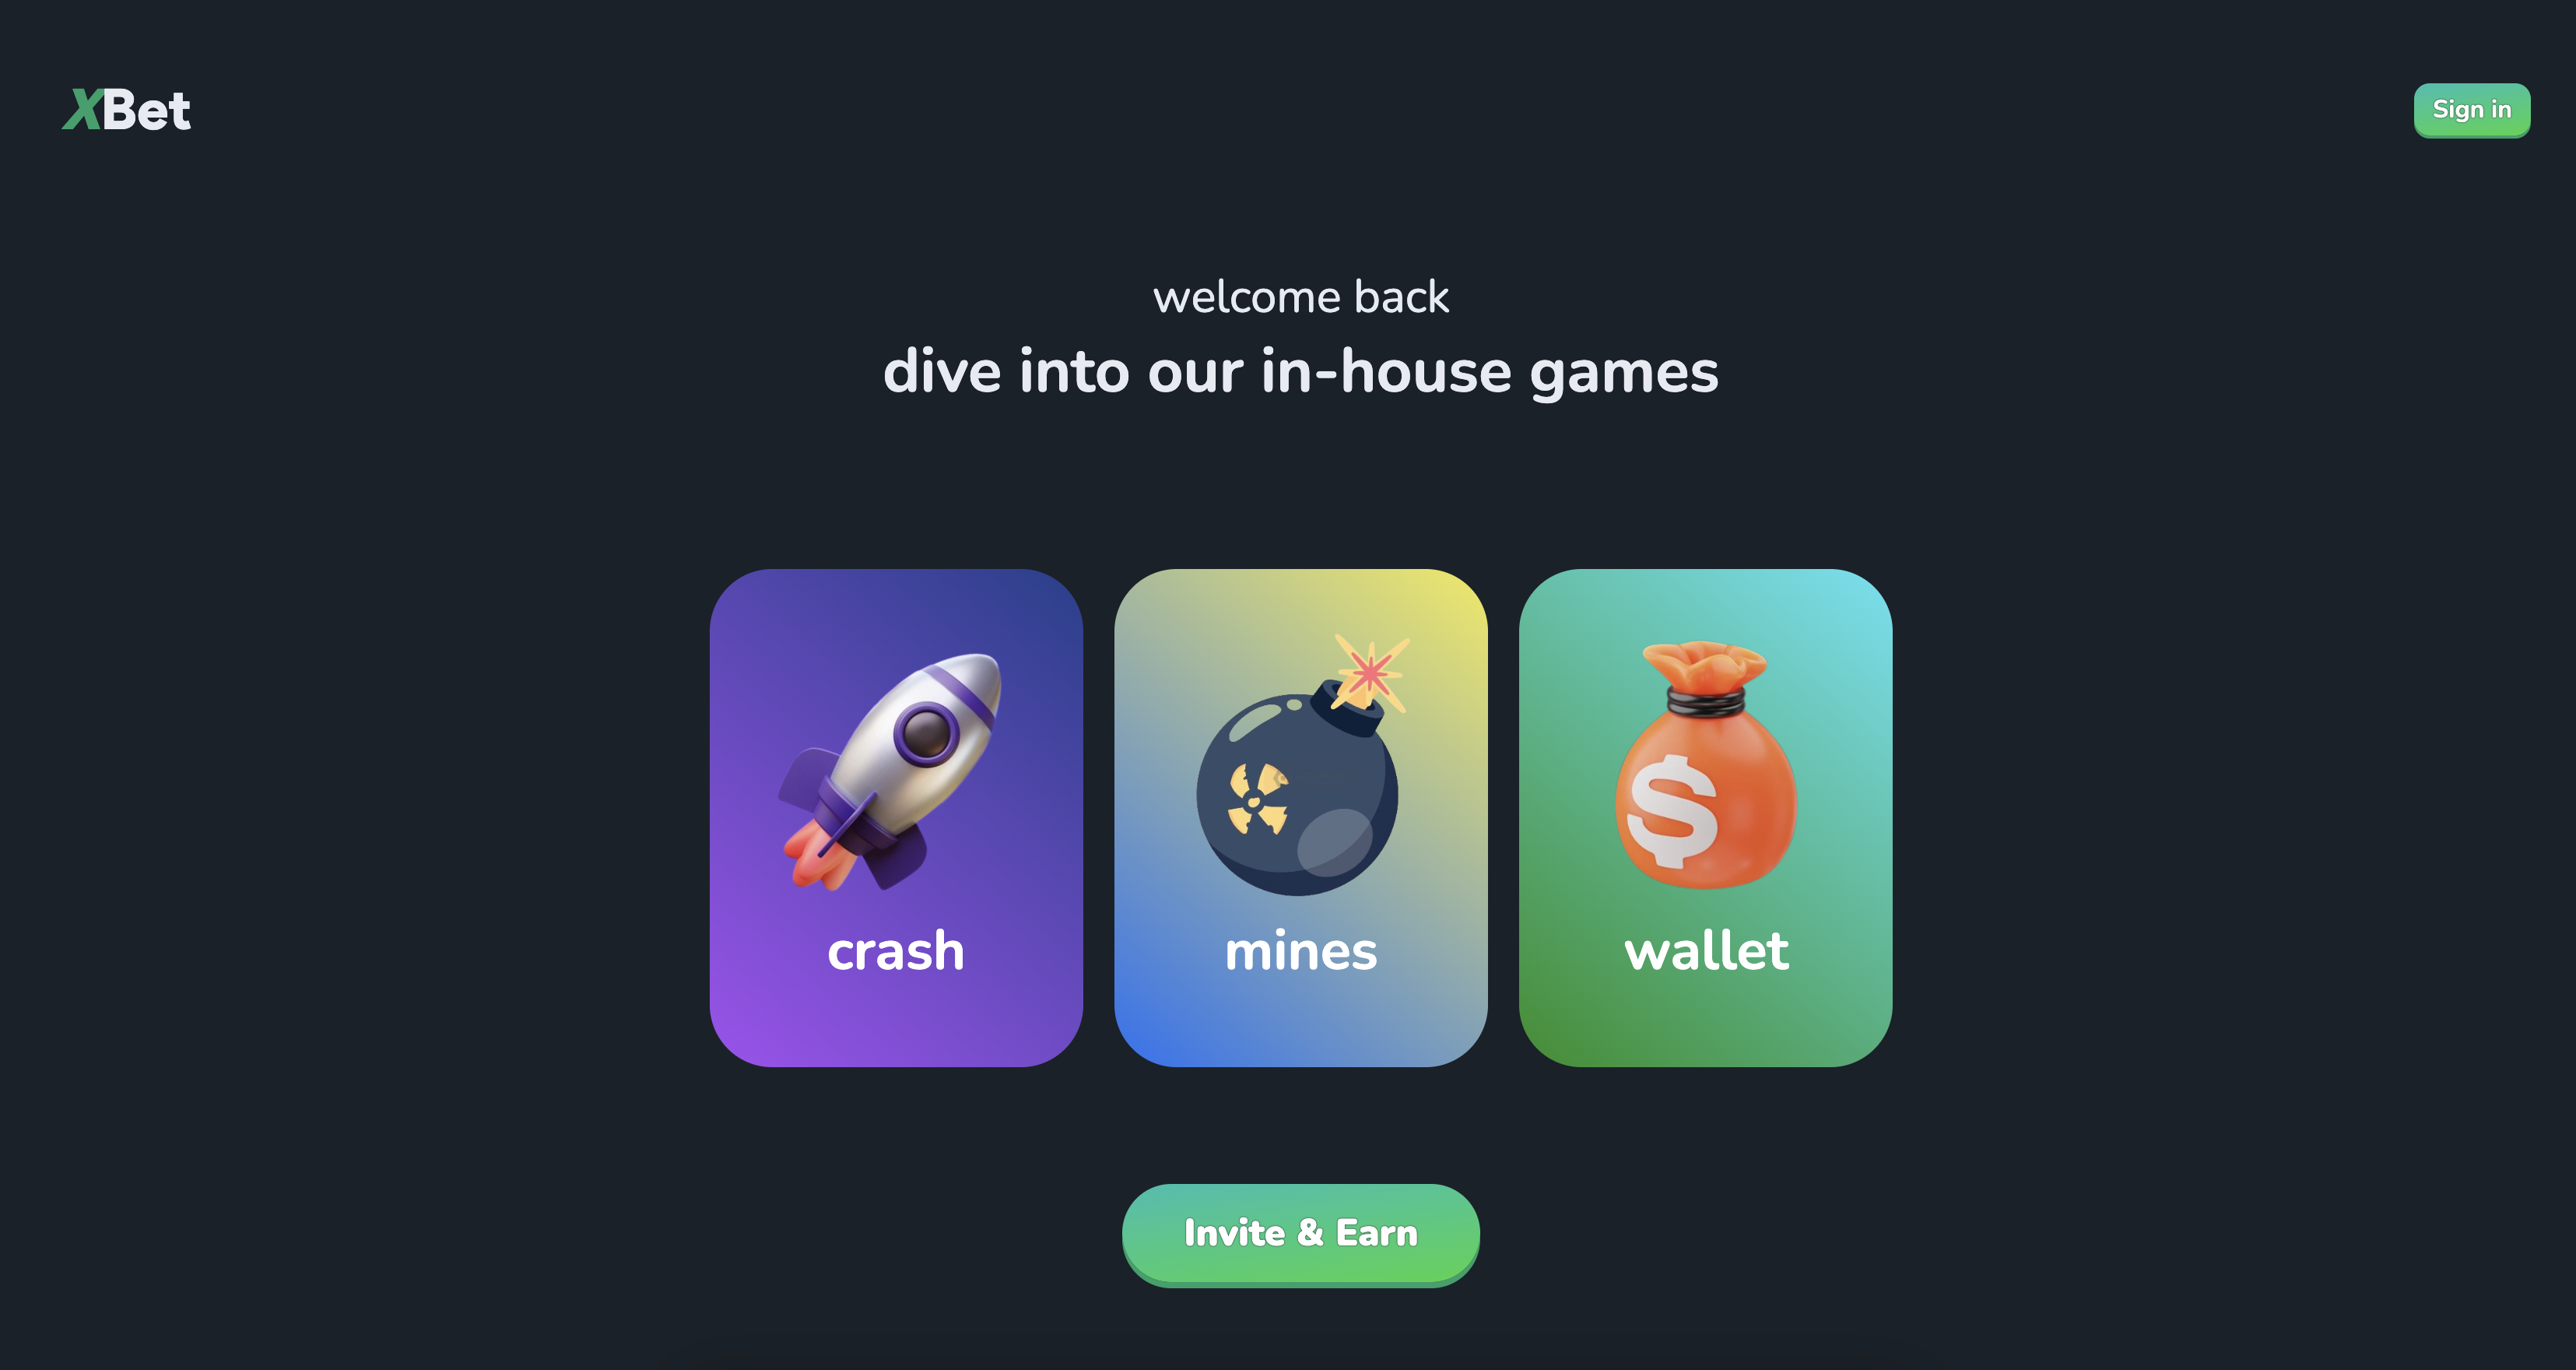 XBet
Sign in
welcome back
dive into our in-house games
crash
mines
wallet
Invite & Earn